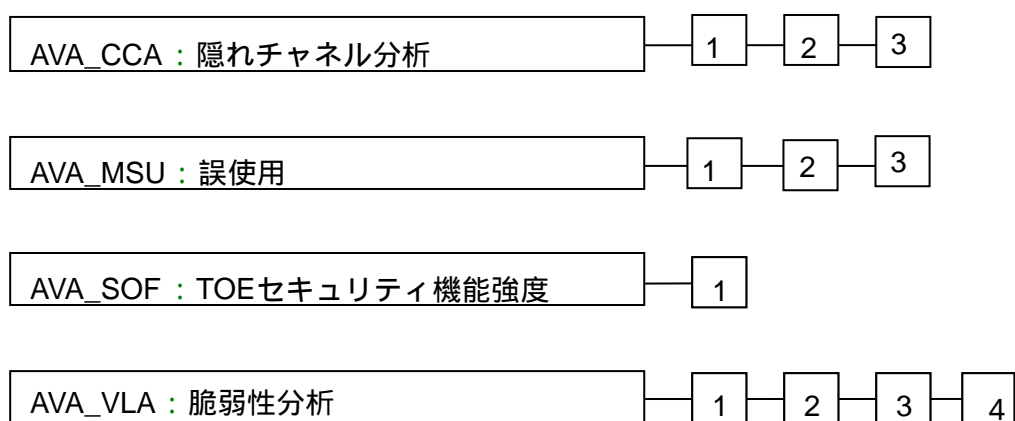 AVA_CCA：隠れチャネル分析 1 2 3
AVA_MSU：誤使用 1 2 3
AVA_SOF：TOEセキュリティ機能強度 1
AVA_VLA：脆弱性分析 1 2 3 4